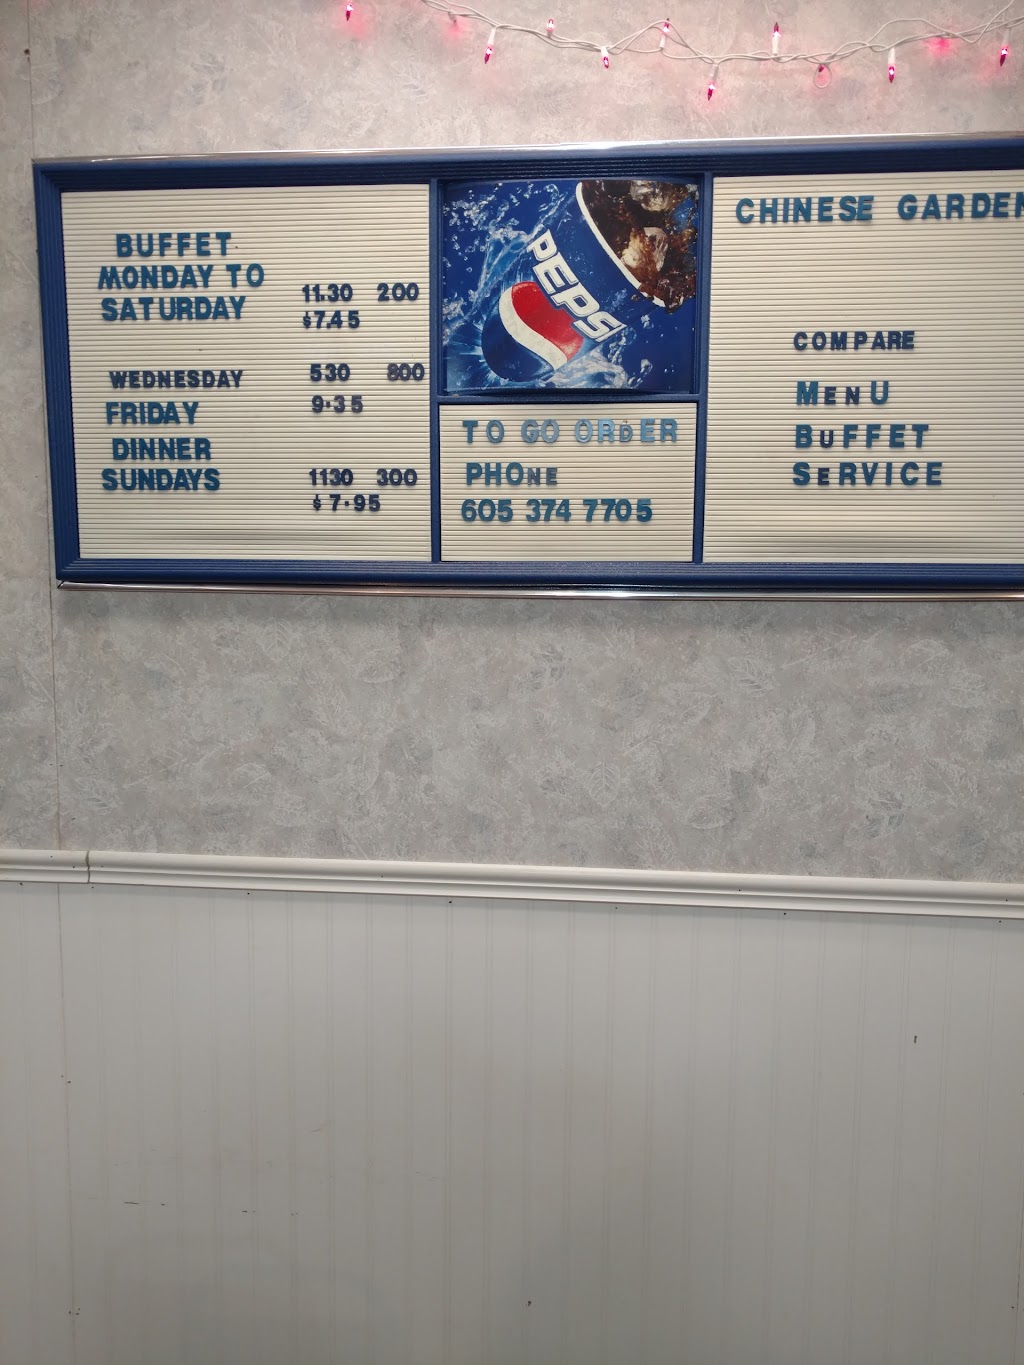 BUFFET
MONDAY TO
SATURDAY 11.30 200
$7.45
WEDNESDAY 530 800
FRIDAY 9.35
DINNER
SUNDAYS 1130 300
$7.95
PEPSI
TO GO ORDER
PHOnE
605 374 7705
CHINESE GARDEN
COMPARE
MEnU
BuFFET
SeRVICE